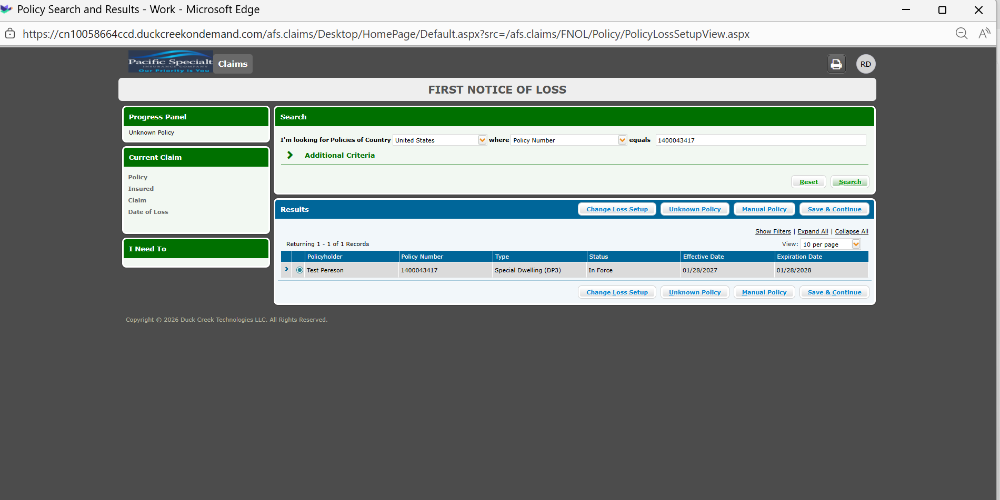 Policy Search and Results - Work - Microsoft Edge
https://cn10058664ccd.duckcreekondemand.com/afs.claims/Desktop/HomePage/Default.aspx?src=/afs.claims/FNOL/Policy/PolicyLossSetupView.aspx
Pacific Specialt
INSURANCE COMPANY
Our Priority is You
Claims
RD
FIRST NOTICE OF LOSS
Progress Panel
Unknown Policy
Current Claim
Policy
Insured
Claim
Date of Loss
I Need To
Search
I'm looking for Policies of Country United States where Policy Number equals 1400043417
Additional Criteria
Reset Search
Results Change Loss Setup Unknown Policy Manual Policy Save & Continue
Show Filters | Expand All | Collapse All
Returning 1 - 1 of 1 Records View: 10 per page
Policyholder Policy Number Type Status Effective Date Expiration Date
Test Pereson 1400043417 Special Dwelling (DP3) In Force 01/28/2027 01/28/2028
Change Loss Setup Unknown Policy Manual Policy Save & Continue
Copyright © 2026 Duck Creek Technologies LLC. All Rights Reserved.